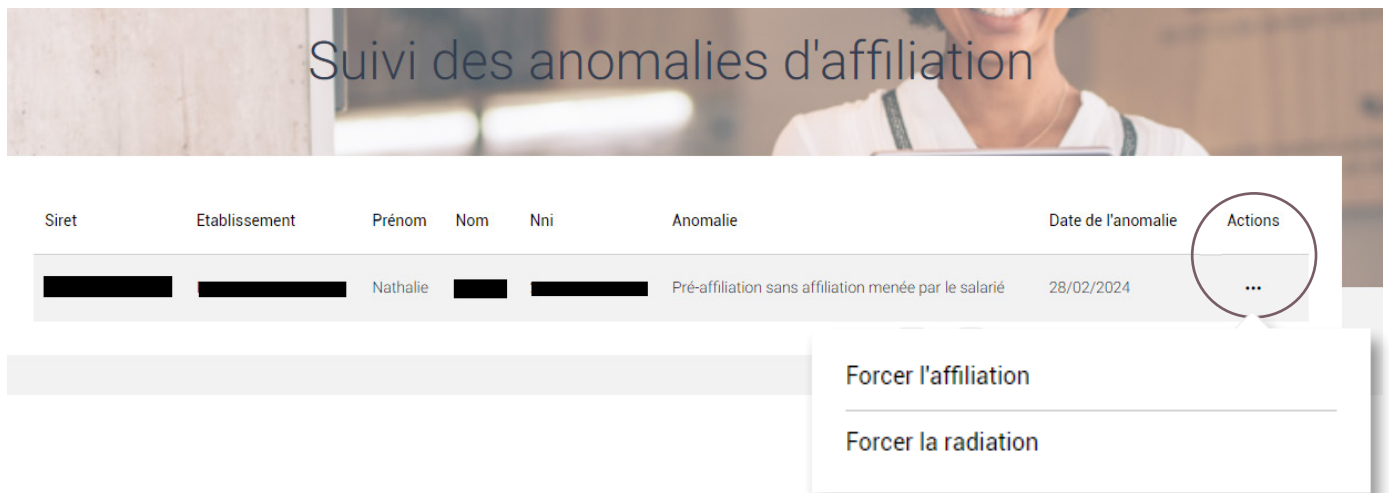 Suivi des anomalies d'affiliation
Siret Etablissement Prénom Nom Nni Anomalie Date de l'anomalie Actions
Nathalie Pré-affiliation sans affiliation menée par le salarié 28/02/2024 ...
Forcer l'affiliation
Forcer la radiation